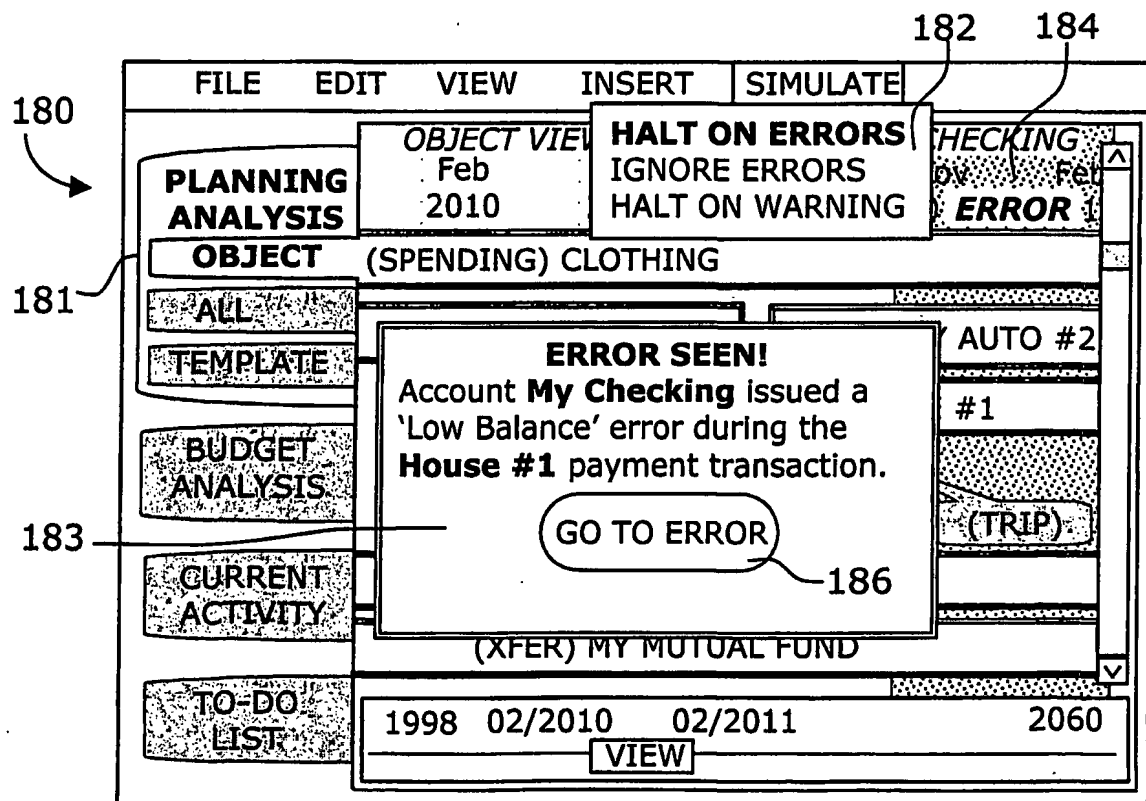 182 184
FILE EDIT VIEW INSERT SIMULATE
180
OBJECT VIEW CHECKING
HALT ON ERRORS
IGNORE ERRORS
HALT ON WARNING
Feb
2010
Feb
ERROR
PLANNING
ANALYSIS
OBJECT
(SPENDING) CLOTHING
181
ALL
TEMPLATE
AUTO #2
#1
ERROR SEEN!
Account My Checking issued a
‘Low Balance’ error during the
House #1 payment transaction.
GO TO ERROR
BUDGET
ANALYSIS
(TRIP)
183
186
CURRENT
ACTIVITY
(XFER) MY MUTUAL FUND
TO-DO
LIST
1998 02/2010 02/2011 2060
VIEW